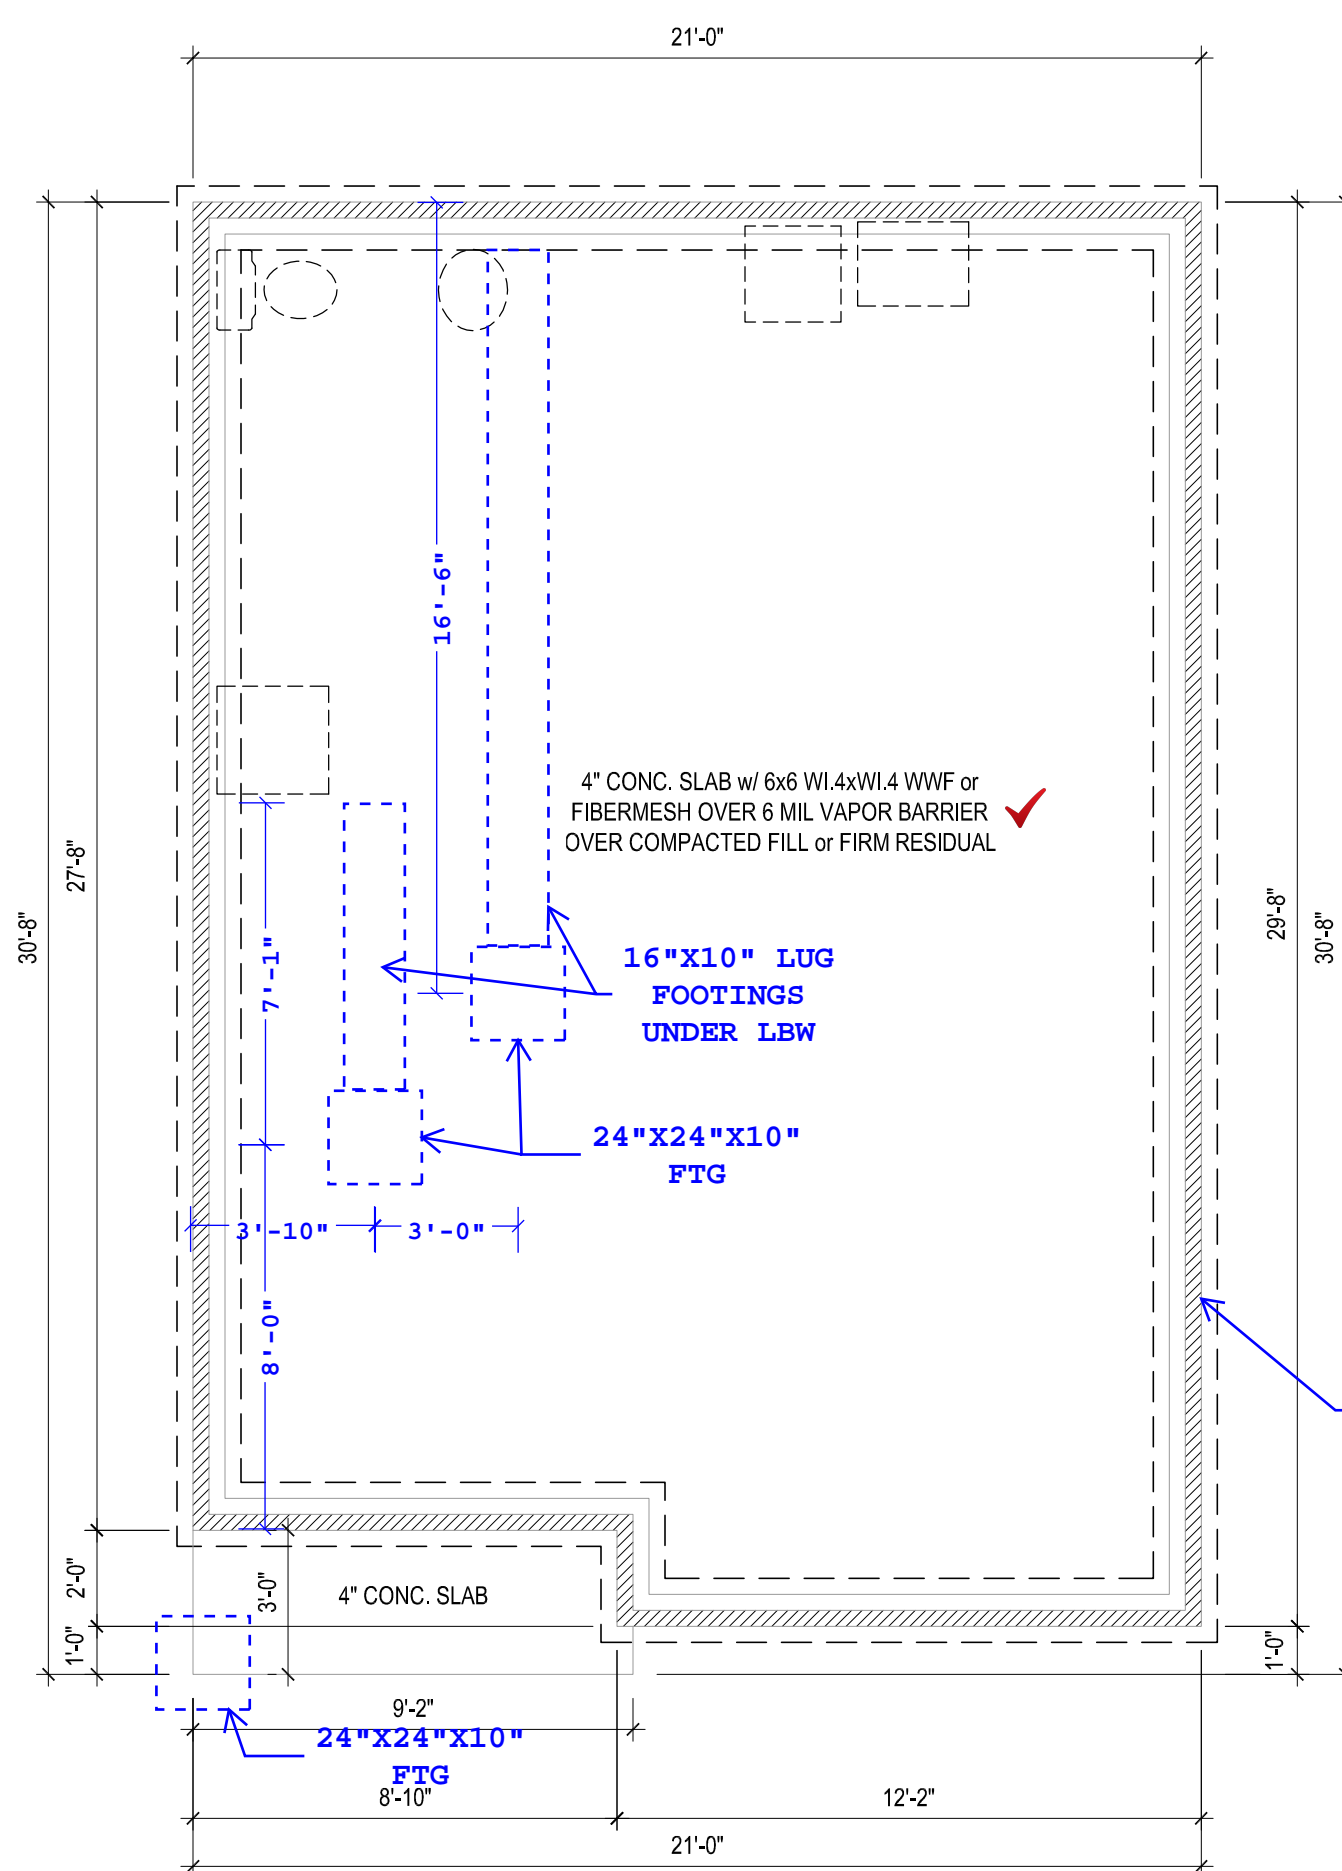 21'-0"
16'-6"
4" CONC. SLAB w/ 6x6 WI.4xWI.4 WWF or
FIBERMESH OVER 6 MIL VAPOR BARRIER
OVER COMPACTED FILL or FIRM RESIDUAL
27'-8"
30'-8"
29'-8"
30'-8"
7'-1"
16"X10" LUG
FOOTINGS
UNDER LBW
24"X24"X10"
FTG
3'-10"
3'-0"
8'-0"
2'-0"
3'-0"
4" CONC. SLAB
1'-0"
1'-0"
9'-2"
24"X24"X10"
FTG
8'-10"
12'-2"
21'-0"